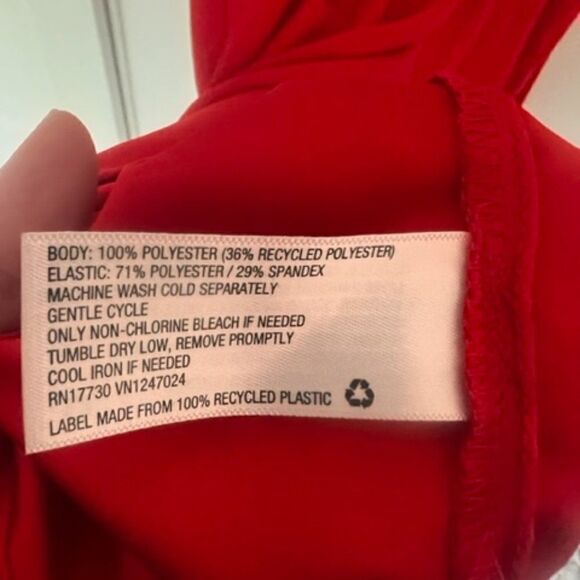 BODY: 100% POLYESTER (36% RECYCLED POLYESTER)
ELASTIC: 71% POLYESTER / 29% SPANDEX
MACHINE WASH COLD SEPARATELY
GENTLE CYCLE
ONLY NON-CHLORINE BLEACH IF NEEDED
TUMBLE DRY LOW, REMOVE PROMPTLY
COOL IRON IF NEEDED
RN17730 VN1247024
LABEL MADE FROM 100% RECYCLED PLASTIC